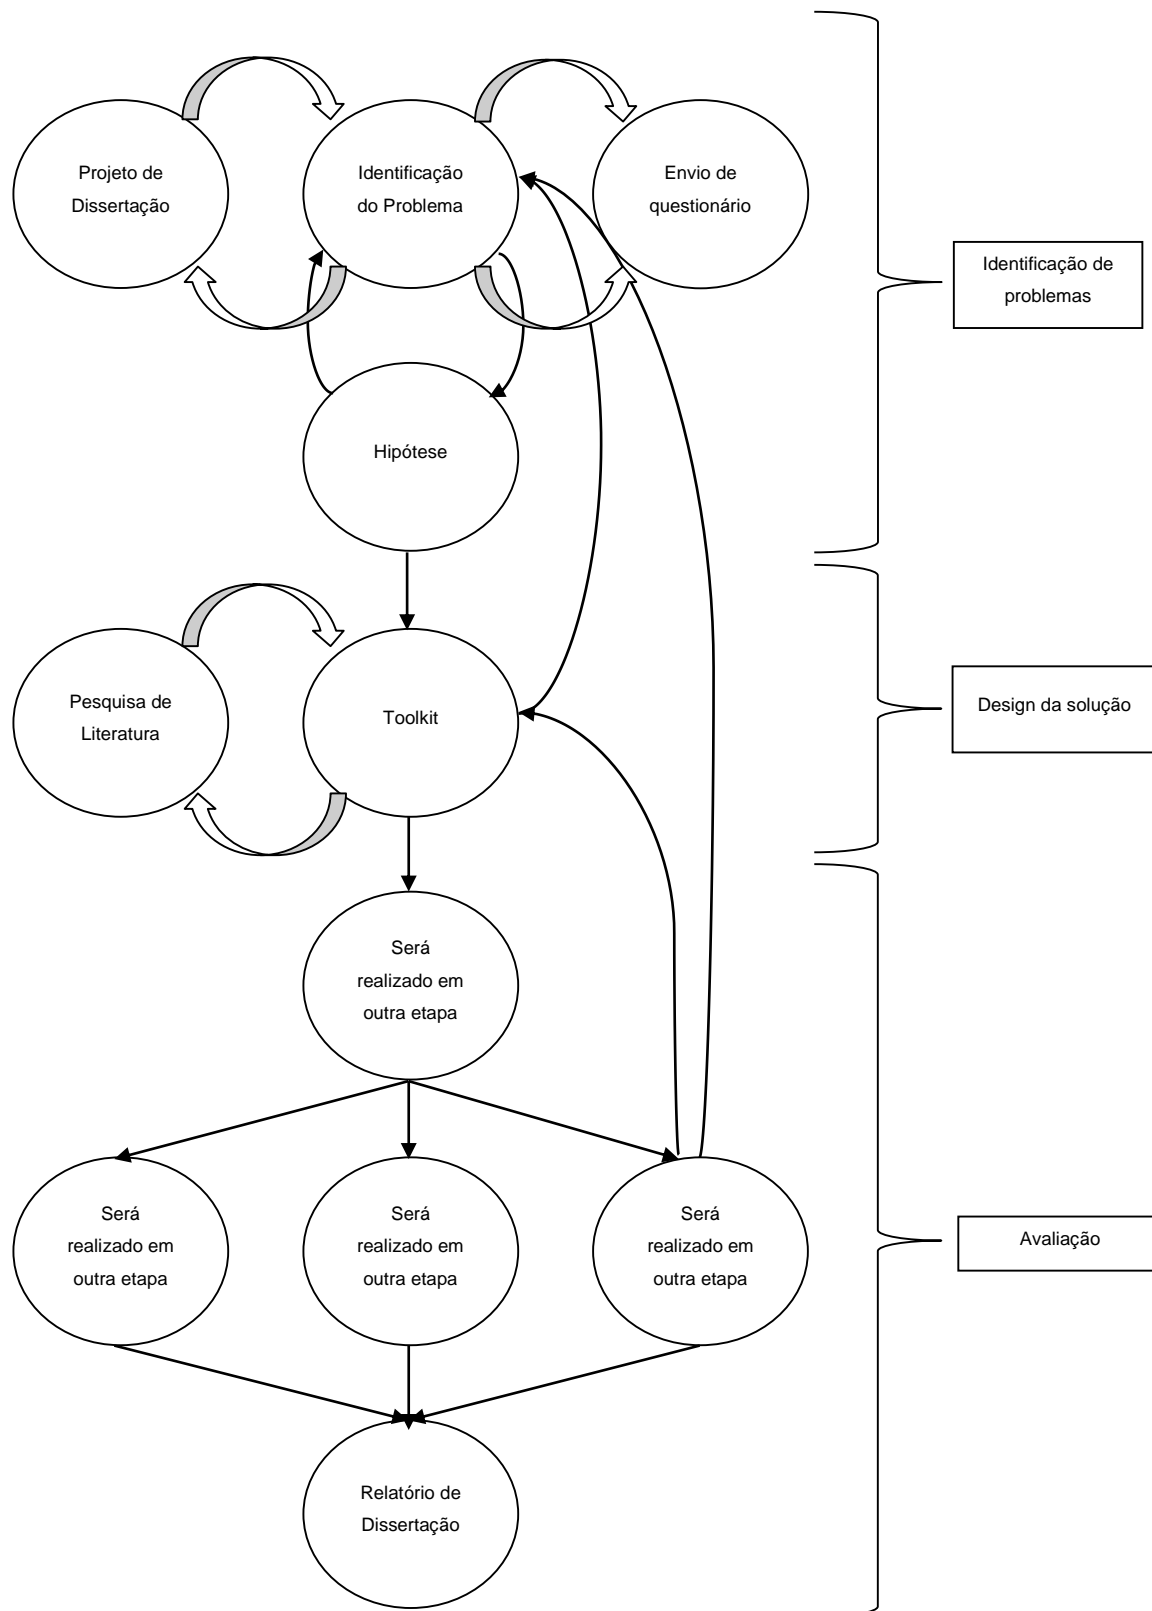 Projeto de
Dissertação
Identificação
do Problema
Envio de
questionário
Identificação de
problemas
Hipótese
Pesquisa de
Literatura
Toolkit
Design da solução
Será
realizado em
outra etapa
Será
realizado em
outra etapa
Será
realizado em
outra etapa
Será
realizado em
outra etapa
Avaliação
Relatório de
Dissertação